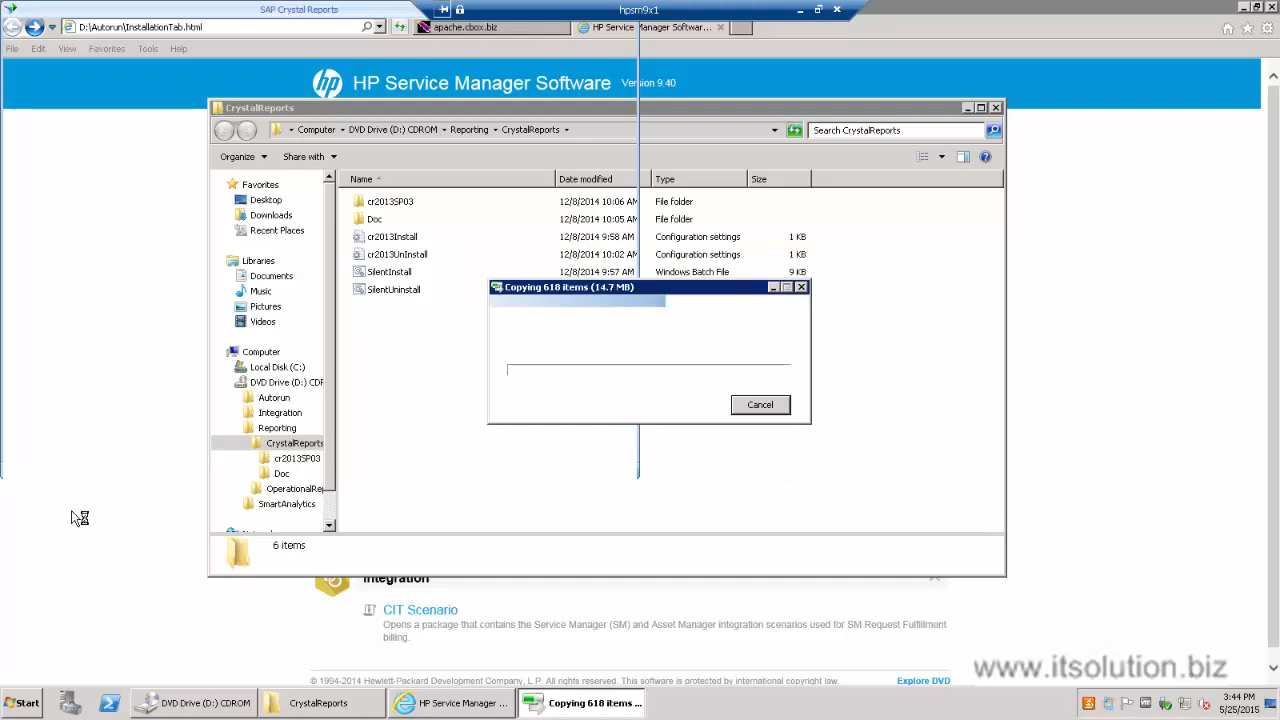 SAP Crystal Reports
hpsm9x1
D:\Autorun\InstallationTab.html
apache.cbox.biz
HP Service Manager Softwar...
File Edit View Favorites Tools Help
hp HP Service Manager Software Version 9.40
CrystalReports
Computer DVD Drive (D:) CDROM Reporting CrystalReports
Search CrystalReports
Organize Share with
Name Date modified Type Size
Favorites
Desktop
Downloads
Recent Places
Libraries
Documents
Music
Pictures
Videos
Computer
Local Disk (C:)
DVD Drive (D:) CDR
Autorun
Integration
Reporting
CrystalReports
cr2013SP03
Doc
OperationalRe
SmartAnalytics
cr2013SP03 12/8/2014 10:06 AM File folder
Doc 12/8/2014 10:05 AM File folder
cr2013Install 12/8/2014 9:58 AM Configuration settings 1 KB
cr2013UnInstall 12/8/2014 10:02 AM Configuration settings 1 KB
SilentInstall 12/8/2014 9:57 AM Windows Batch File 9 KB
SilentUninstall
Copying 618 items (14.7 MB)
Cancel
6 items
Integration
CIT Scenario
Opens a package that contains the Service Manager (SM) and Asset Manager integration scenarios used for SM Request Fulfillment
billing.
© 1994-2014 Hewlett-Packard Development Company, L.P. All rights reserved. This software is protected by international copyright law.
Explore DVD
www.itsolution.biz
Start
DVD Drive (D:) CDROM
CrystalReports
HP Service Manager ...
Copying 618 items ...
5:44 PM
5/25/2015